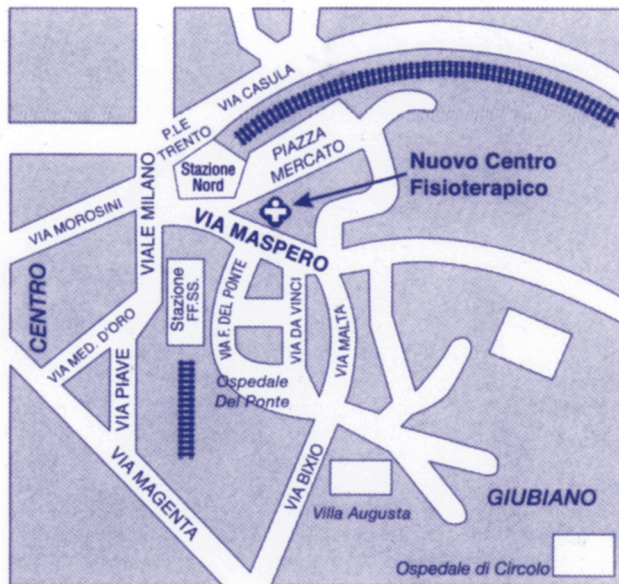 VIA CASULA
P.LE
TRENTO
PIAZZA
MERCATO
Stazione
Nord
Nuovo Centro
Fisioterapico
VIA MOROSINI
VIALE MILANO
VIA MASPERO
CENTRO
Stazione
FF.SS.
VIA F. DEL PONTE
VIA DA VINCI
VIA MALTA
VIA MED. D'ORO
VIA PIAVE
Ospedale
Del Ponte
VIA MAGENTA
VIA BIXIO
Villa Augusta
GIUBIANO
Ospedale di Circolo